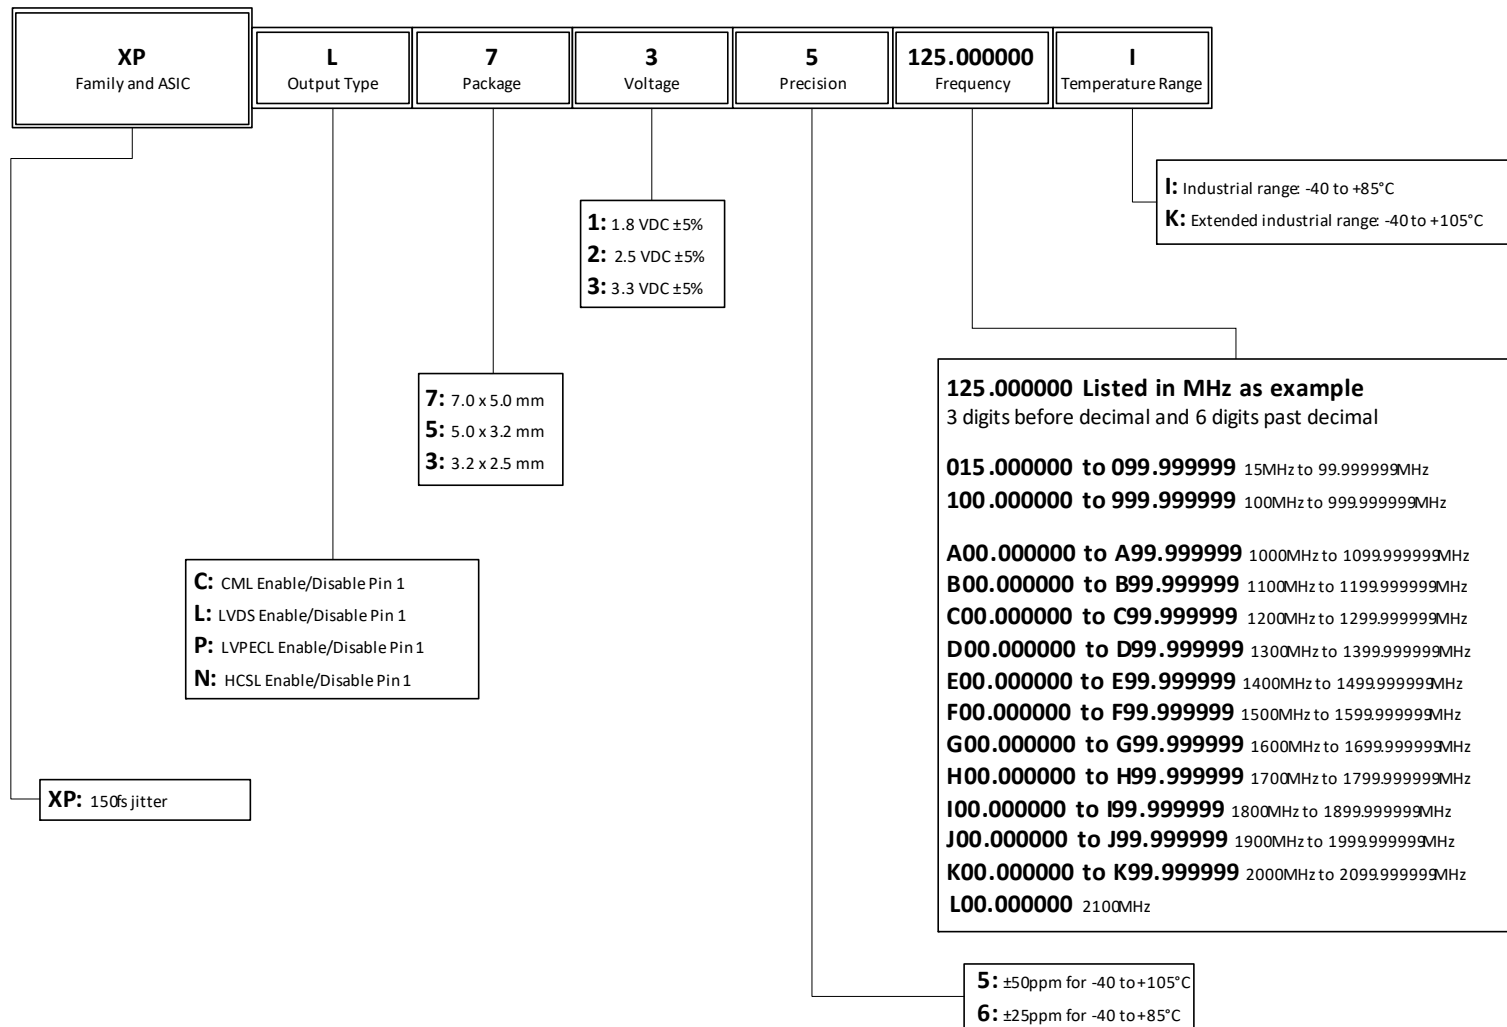 XP
Family and ASIC
L
Output Type
7
Package
3
Voltage
5
Precision
125.000000
Frequency
I
Temperature Range
I: Industrial range: -40 to +85°C
K: Extended industrial range: -40 to +105°C
1: 1.8 VDC ±5%
2: 2.5 VDC ±5%
3: 3.3 VDC ±5%
7: 7.0 x 5.0 mm
5: 5.0 x 3.2 mm
3: 3.2 x 2.5 mm
125.000000 Listed in MHz as example
3 digits before decimal and 6 digits past decimal
015.000000 to 099.999999 15MHz to 99.999999MHz
100.000000 to 999.999999 100MHz to 999.999999MHz
A00.000000 to A99.999999 1000MHz to 1099.999999MHz
B00.000000 to B99.999999 1100MHz to 1199.999999MHz
C00.000000 to C99.999999 1200MHz to 1299.999999MHz
D00.000000 to D99.999999 1300MHz to 1399.999999MHz
E00.000000 to E99.999999 1400MHz to 1499.999999MHz
F00.000000 to F99.999999 1500MHz to 1599.999999MHz
G00.000000 to G99.999999 1600MHz to 1699.999999MHz
H00.000000 to H99.999999 1700MHz to 1799.999999MHz
I00.000000 to I99.999999 1800MHz to 1899.999999MHz
J00.000000 to J99.999999 1900MHz to 1999.999999MHz
K00.000000 to K99.999999 2000MHz to 2099.999999MHz
L00.000000 2100MHz
C: CML Enable/Disable Pin 1
L: LVDS Enable/Disable Pin 1
P: LVPECL Enable/Disable Pin 1
N: HCSL Enable/Disable Pin 1
XP: 150fs jitter
5: ±50ppm for -40 to +105°C
6: ±25ppm for -40 to +85°C